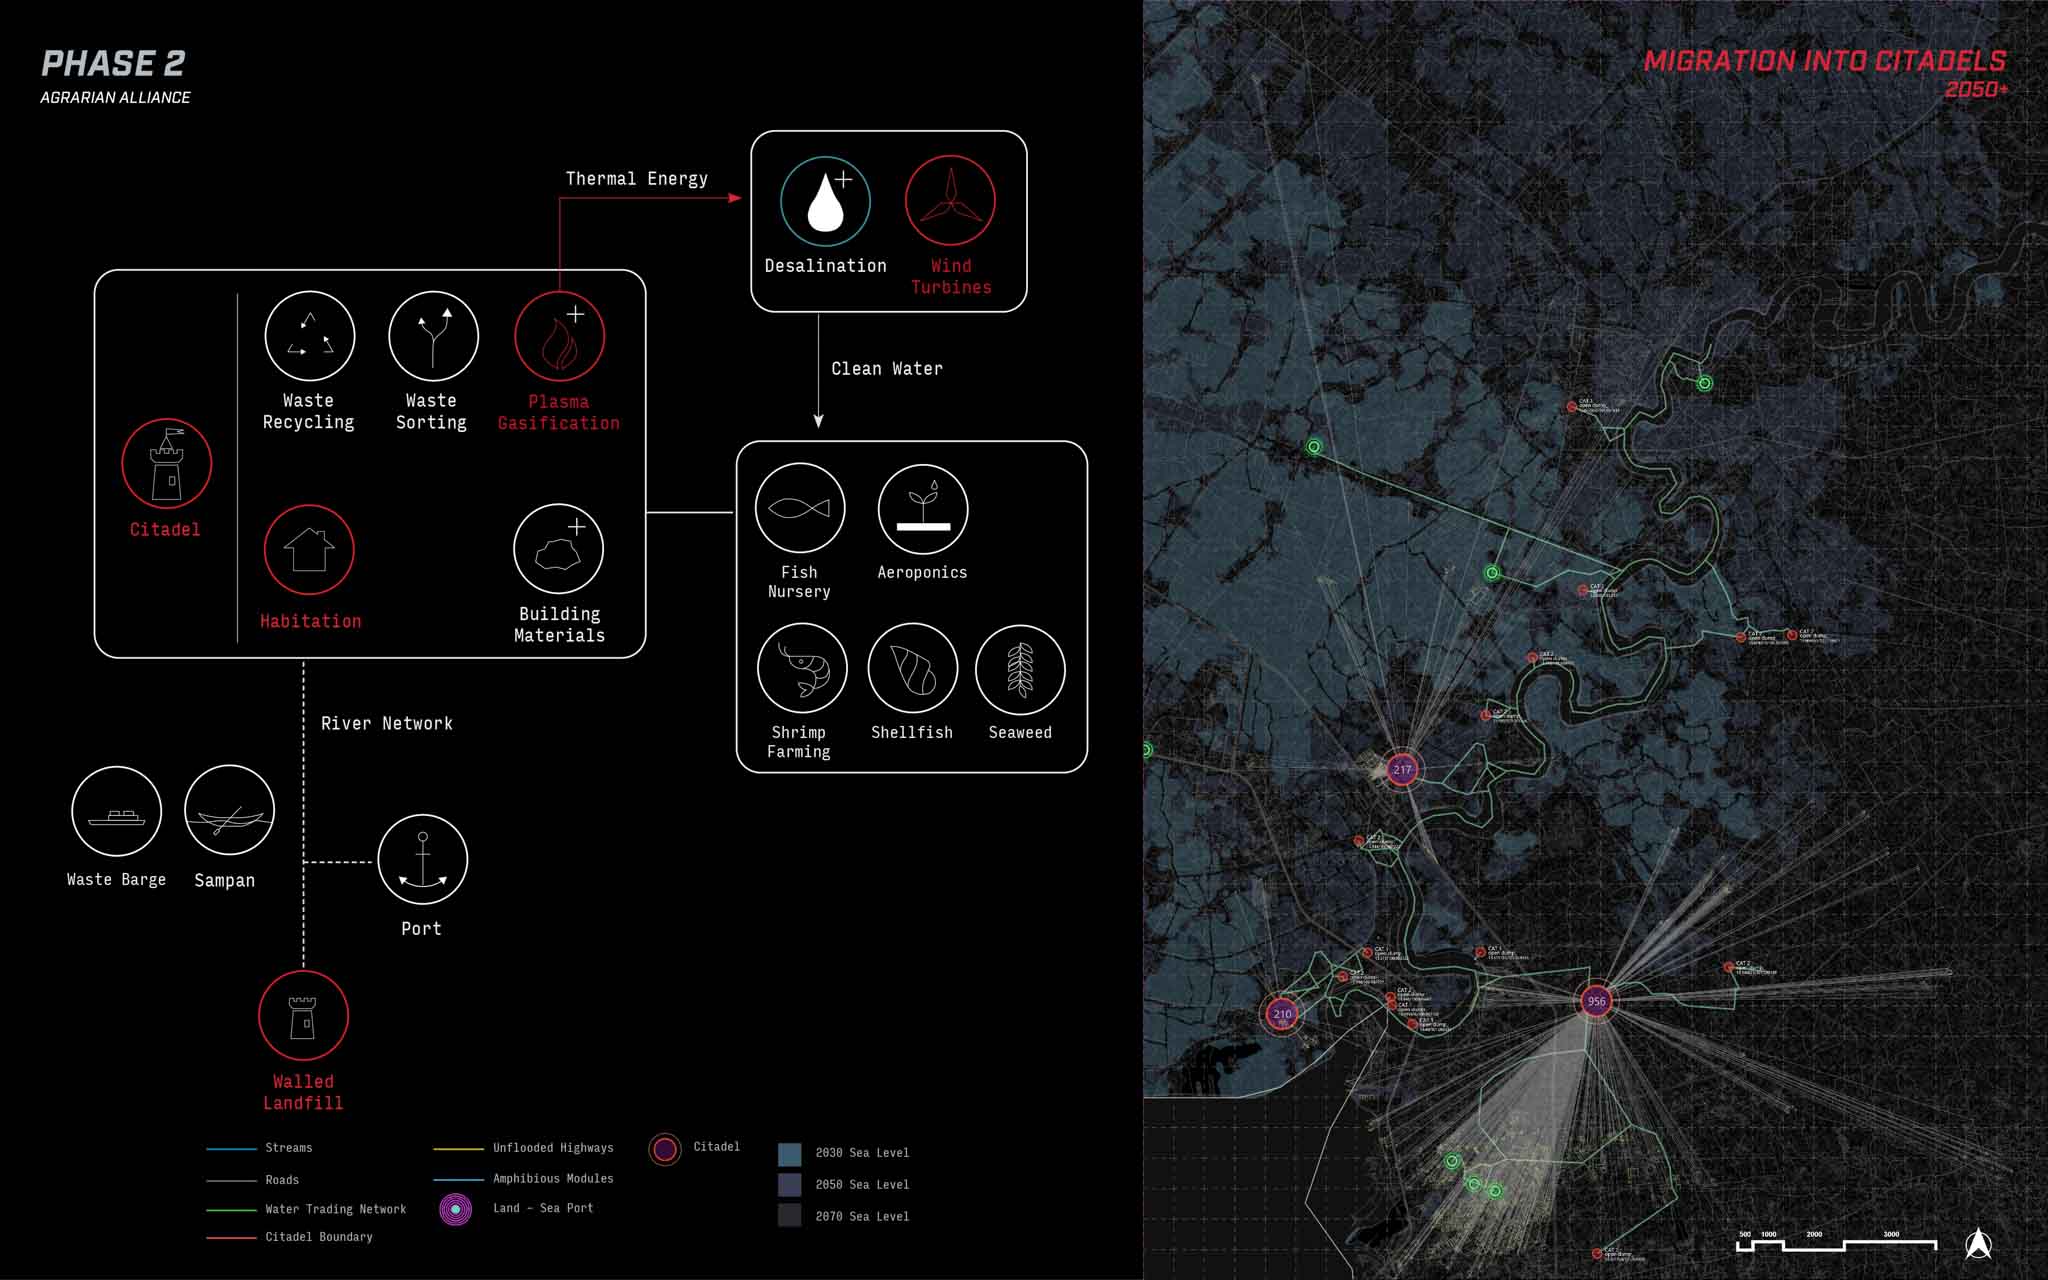 PHASE 2
AGRARIAN ALLIANCE
Thermal Energy
Desalination
Wind
Turbines
Clean Water
Citadel
Waste
Recycling
Waste
Sorting
Plasma
Gasification
Habitation
Building
Materials
Fish
Nursery
Aeroponics
Shrimp
Farming
Shellfish
Seaweed
River Network
Waste Barge
Sampan
Port
Walled
Landfill
Streams
Roads
Water Trading Network
Citadel Boundary
Unflooded Highways
Amphibious Modules
Land - Sea Port
Citadel
2030 Sea Level
2050 Sea Level
2070 Sea Level
MIGRATION INTO CITADELS
2050+
217
210
956
500 1000 2000 3000